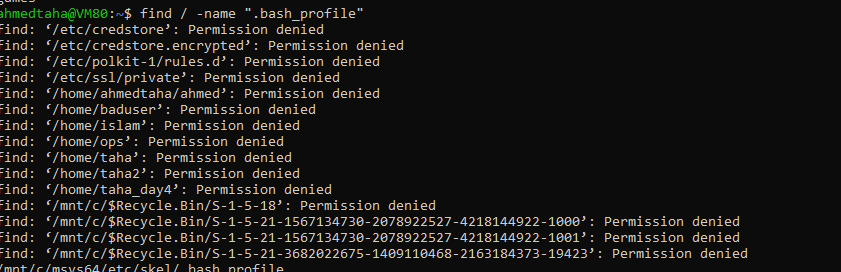 games
ahmedtaha@VM80:~$ find / -name ".bash_profile"
find: ‘/etc/credstore’: Permission denied
find: ‘/etc/credstore.encrypted’: Permission denied
find: ‘/etc/polkit-1/rules.d’: Permission denied
find: ‘/etc/ssl/private’: Permission denied
find: ‘/home/ahmedtaha/ahmed’: Permission denied
find: ‘/home/baduser’: Permission denied
find: ‘/home/islam’: Permission denied
find: ‘/home/ops’: Permission denied
find: ‘/home/taha’: Permission denied
find: ‘/home/taha2’: Permission denied
find: ‘/home/taha_day4’: Permission denied
find: ‘/mnt/c/$Recycle.Bin/S-1-5-18’: Permission denied
find: ‘/mnt/c/$Recycle.Bin/S-1-5-21-1567134730-2078922527-4218144922-1000’: Permission denied
find: ‘/mnt/c/$Recycle.Bin/S-1-5-21-1567134730-2078922527-4218144922-1001’: Permission denied
find: ‘/mnt/c/$Recycle.Bin/S-1-5-21-3682022675-1409110468-2163184373-19423’: Permission denied
/mnt/c/msys64/etc/skel/.bash_profile